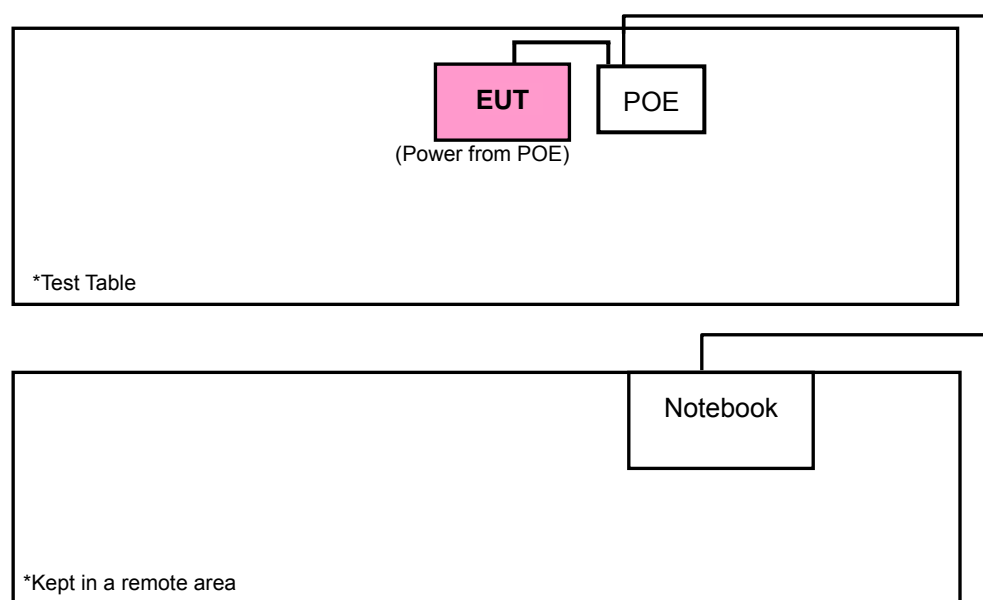 EUT
POE
(Power from POE)
*Test Table
Notebook
*Kept in a remote area